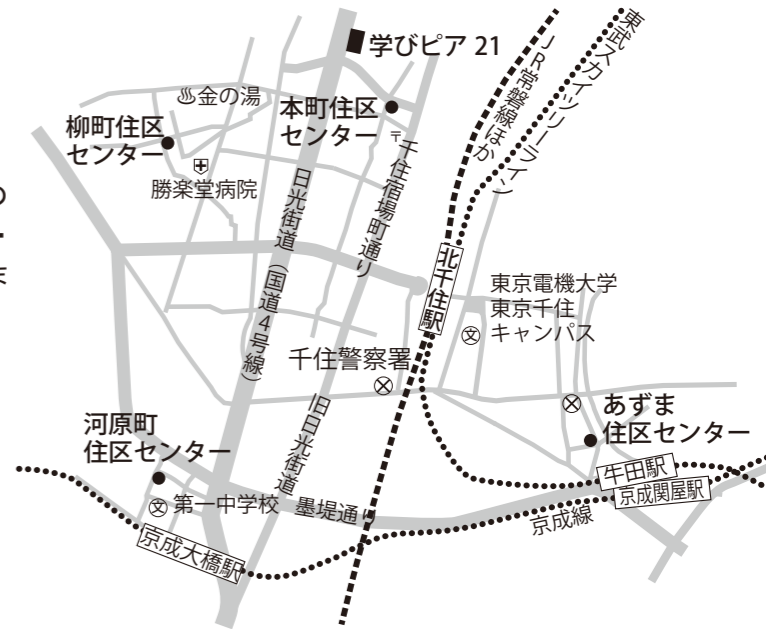 学びピア 21
♨金の湯
本町住区
センター
柳町住区
センター
勝楽堂病院
日光街道（国道４号線）
〒
千住宿場町通り
ＪＲ常磐線ほか
東武スカイツリーライン
北千住駅
東京電機大学
東京千住
キャンパス
文
千住警察署
旧日光街道
あずま
住区センター
河原町
住区センター
文
第一中学校
墨堤通り
牛田駅
京成関屋駅
京成線
京成大橋駅
の
ま